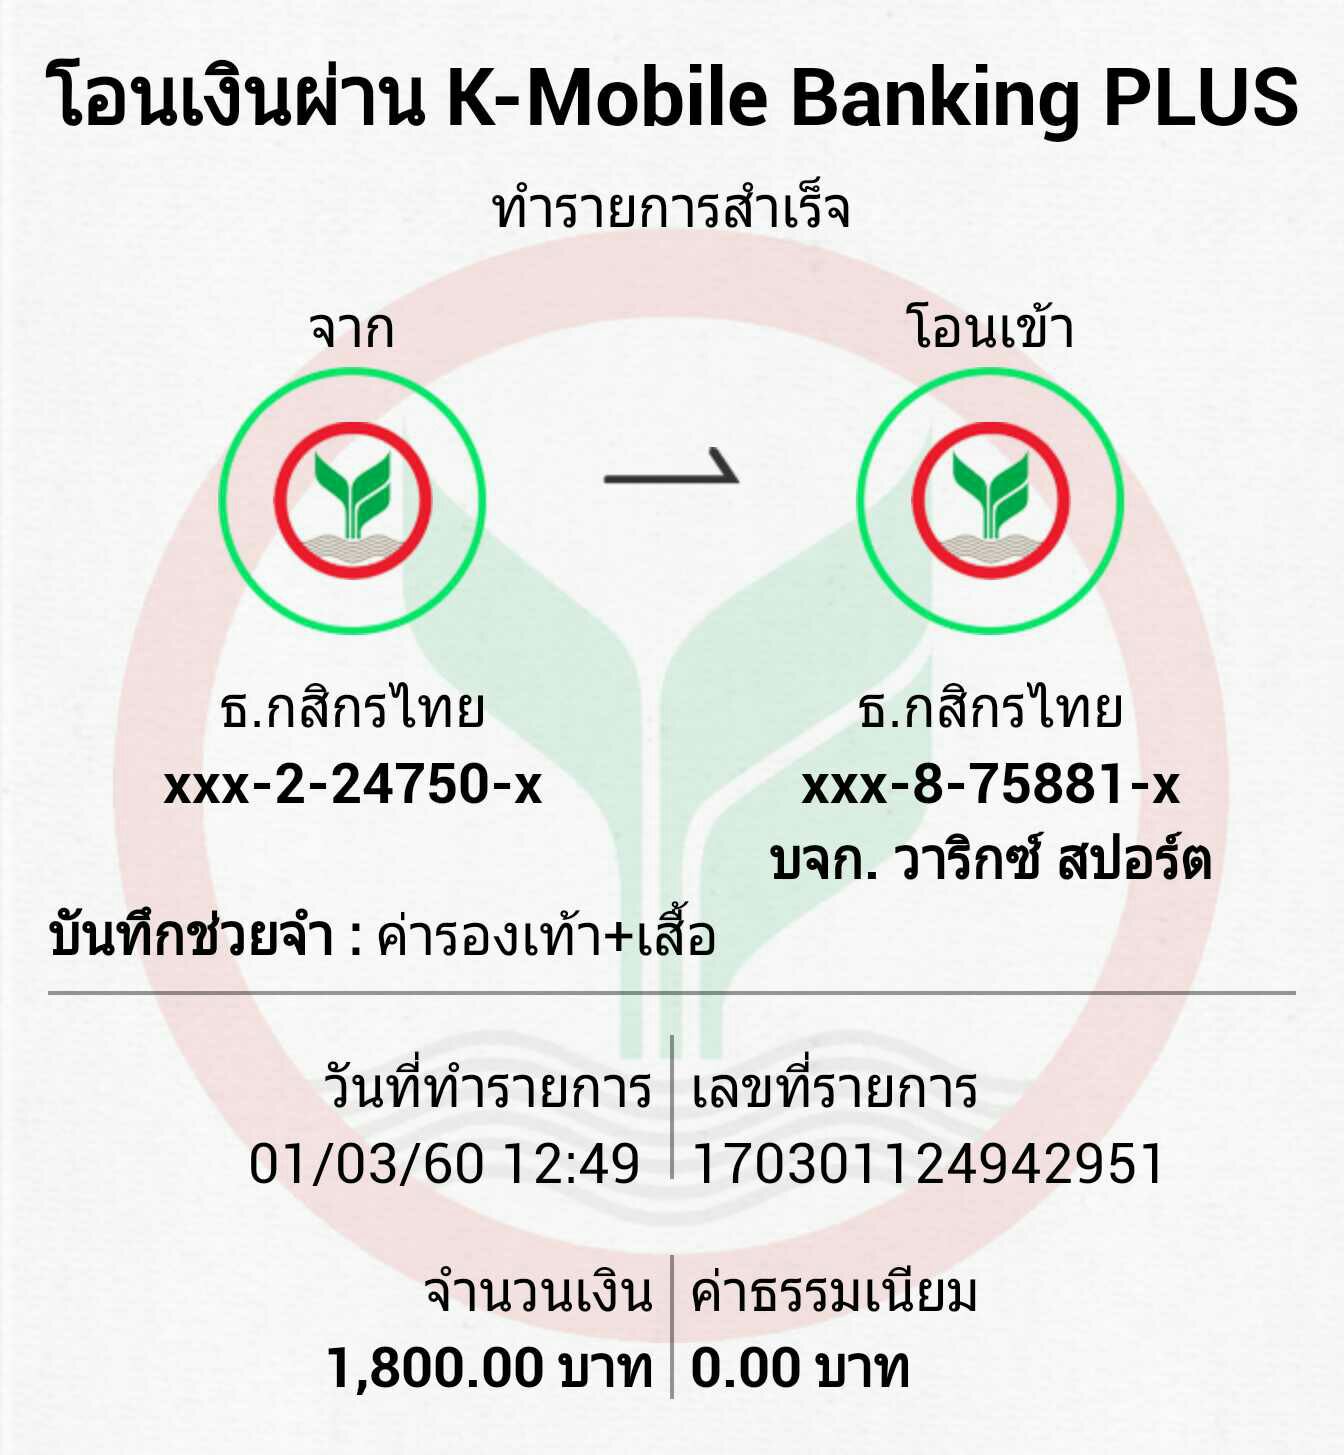 โอนเงินผ่าน K-Mobile Banking PLUS
ทำรายการสำเร็จ
จาก
โอนเข้า
ธ.กสิกรไทย
xxx-2-24750-x
ธ.กสิกรไทย
xxx-8-75881-x
บจก. วาริกซ์ สปอร์ต
บันทึกช่วยจำ : ค่ารองเท้า+เสื้อ
วันที่ทำรายการ
01/03/60 12:49
เลขที่รายการ
170301124942951
จำนวนเงิน
1,800.00 บาท
ค่าธรรมเนียม
0.00 บาท